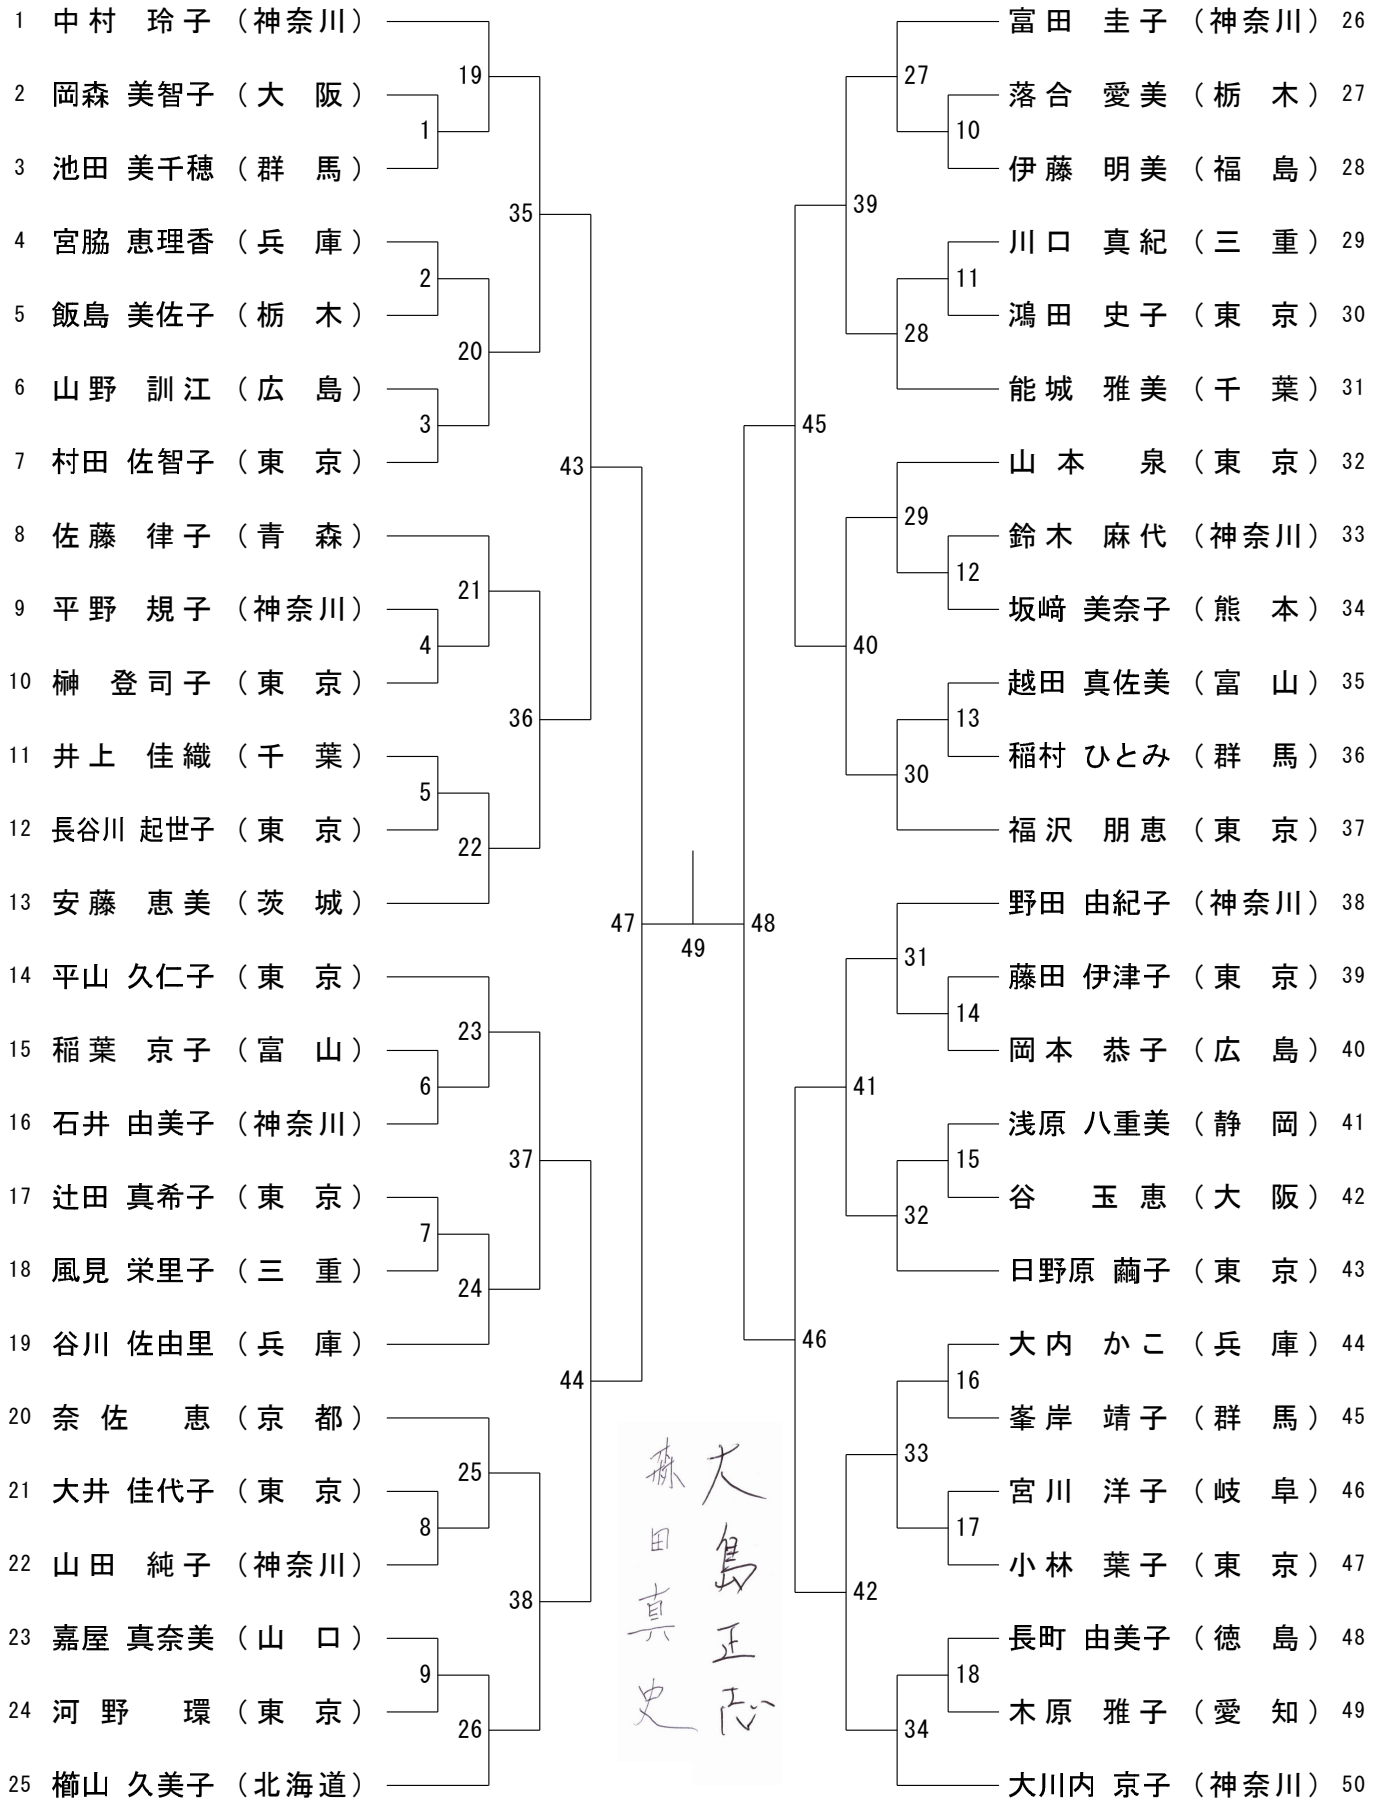 1 中村 玲子 （神奈川）
2 岡森 美智子 （大 阪）
3 池田 美千穂 （群 馬）
4 宮脇 恵理香 （兵 庫）
5 飯島 美佐子 （栃 木）
6 山野 訓江 （広 島）
7 村田 佐智子 （東 京）
8 佐藤 律子 （青 森）
9 平野 規子 （神奈川）
10 榊 登司子 （東 京）
11 井上 佳織 （千 葉）
12 長谷川 起世子 （東 京）
13 安藤 恵美 （茨 城）
14 平山 久仁子 （東 京）
15 稲葉 京子 （富 山）
16 石井 由美子 （神奈川）
17 辻田 真希子 （東 京）
18 風見 栄里子 （三 重）
19 谷川 佐由里 （兵 庫）
20 奈佐 恵 （京 都）
21 大井 佳代子 （東 京）
22 山田 純子 （神奈川）
23 嘉屋 真奈美 （山 口）
24 河野 環 （東 京）
25 櫛山 久美子 （北海道）
1
2
3
4
5
6
7
8
9
19
20
21
22
23
24
25
26
35
36
37
38
43
44
47
49
48
45
46
39
40
41
42
27
28
29
30
31
32
33
34
10
11
12
13
14
15
16
17
18
富田 圭子 （神奈川） 26
落合 愛美 （栃 木） 27
伊藤 明美 （福 島） 28
川口 真紀 （三 重） 29
鴻田 史子 （東 京） 30
能城 雅美 （千 葉） 31
山本 泉 （東 京） 32
鈴木 麻代 （神奈川） 33
坂﨑 美奈子 （熊 本） 34
越田 真佐美 （富 山） 35
稲村 ひとみ （群 馬） 36
福沢 朋恵 （東 京） 37
野田 由紀子 （神奈川） 38
藤田 伊津子 （東 京） 39
岡本 恭子 （広 島） 40
浅原 八重美 （静 岡） 41
谷 玉恵 （大 阪） 42
日野原 繭子 （東 京） 43
大内 かこ （兵 庫） 44
峯岸 靖子 （群 馬） 45
宮川 洋子 （岐 阜） 46
小林 葉子 （東 京） 47
長町 由美子 （徳 島） 48
木原 雅子 （愛 知） 49
大川内 京子 （神奈川） 50
大島正志
森田真史